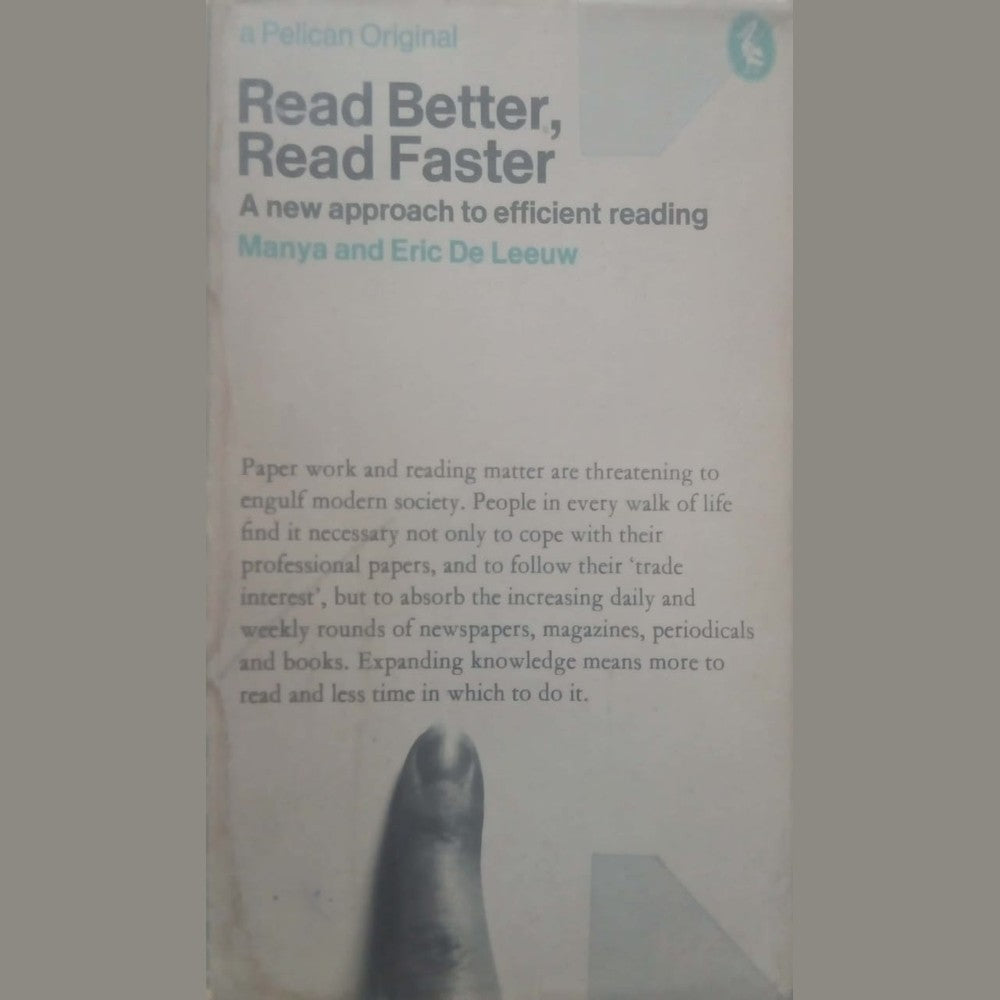 a Pelican Original
Read Better,
Read Faster
A new approach to efficient reading
Manya and Eric De Leeuw
Paper work and reading matter are threatening to
engulf modern society. People in every walk of life
find it necessary not only to cope with their
professional papers, and to follow their ‘trade
interest’, but to absorb the increasing daily and
weekly rounds of newspapers, magazines, periodicals
and books. Expanding knowledge means more to
read and less time in which to do it.